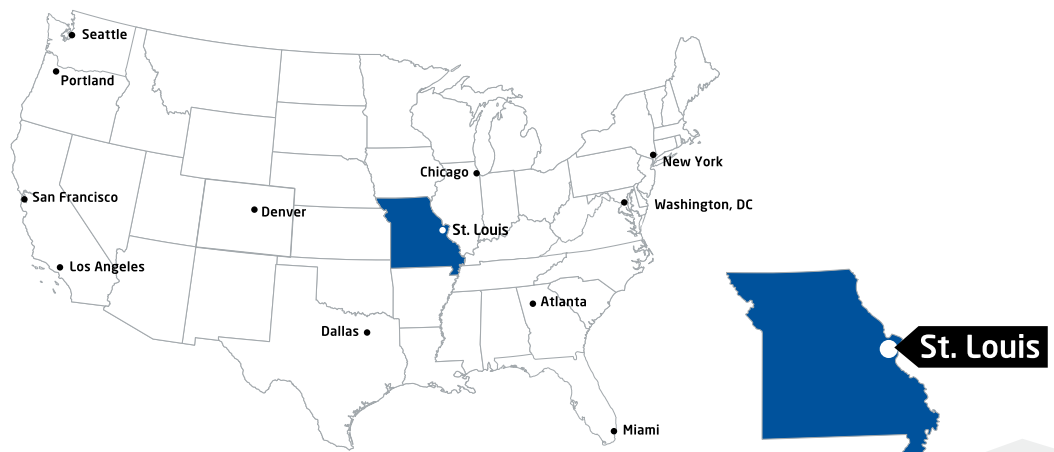 Seattle
Portland
Chicago
New York
San Francisco
Washington, DC
Denver
St. Louis
Los Angeles
Atlanta
Dallas
St. Louis
Miami